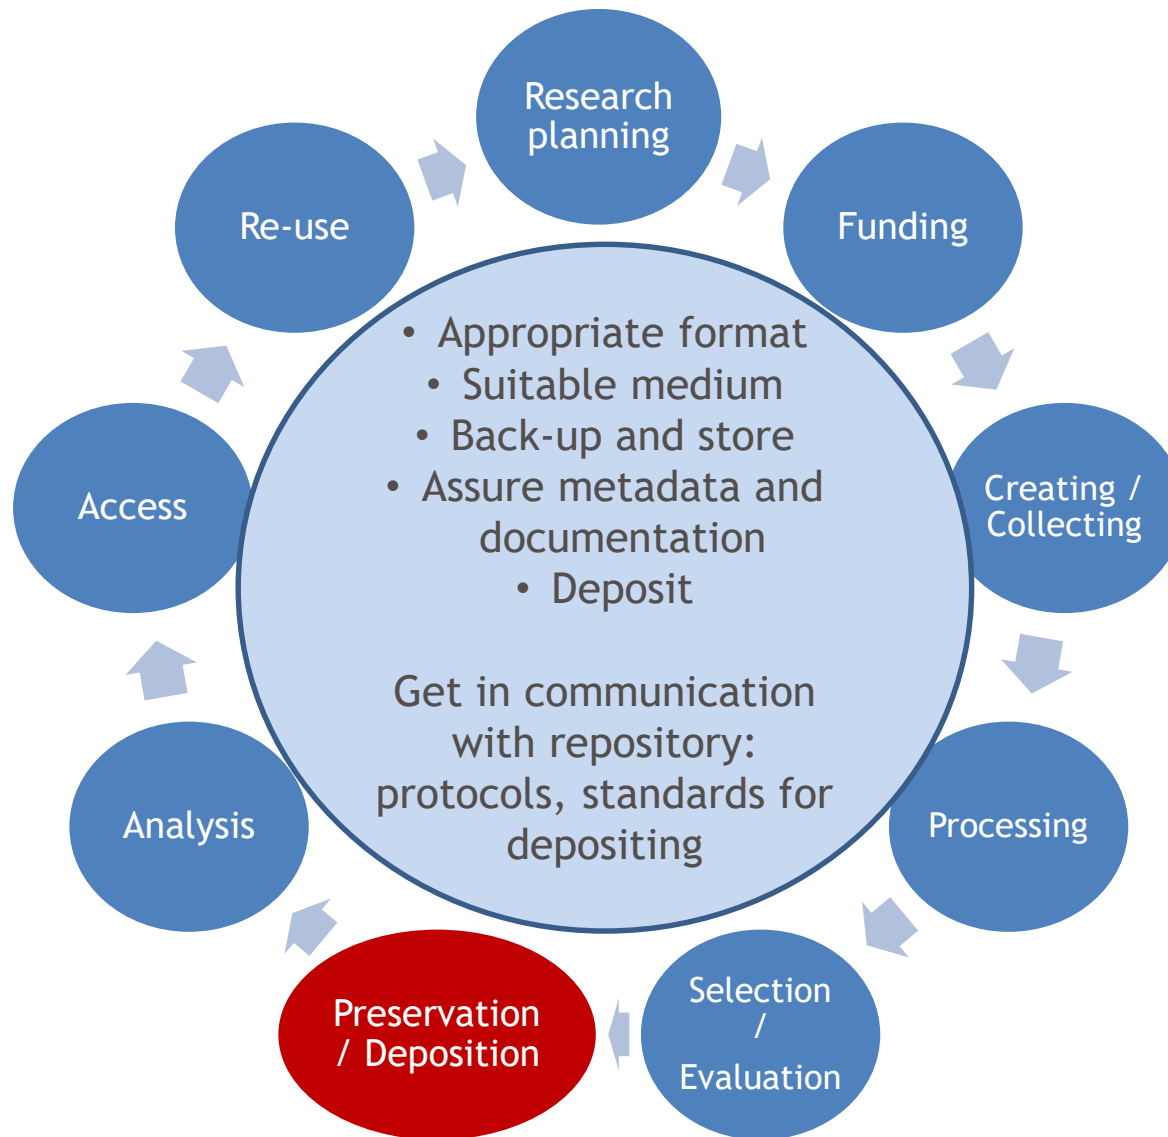 Research
planning
Funding
Creating /
Collecting
Processing
Selection
/
Evaluation
Preservation
/ Deposition
Analysis
Access
Re-use
• Appropriate format
• Suitable medium
• Back-up and store
• Assure metadata and
documentation
• Deposit
Get in communication
with repository:
protocols, standards for
depositing